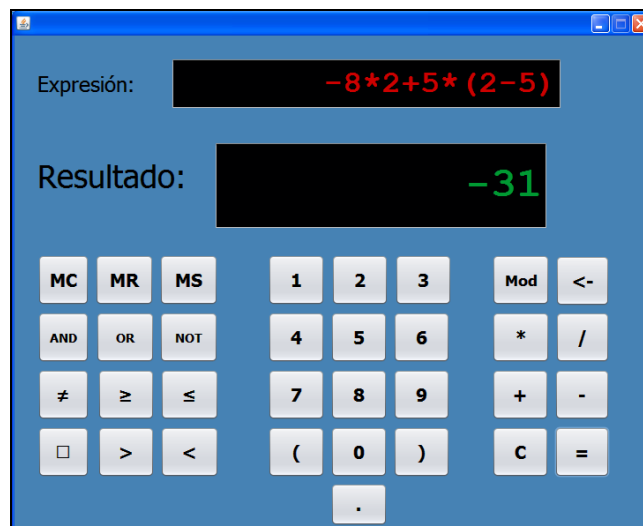 Expresión: -8*2+5*(2-5)
Resultado: -31
MC MR MS 1 2 3 Mod <-
AND OR NOT 4 5 6 * /
≠ ≥ ≤ 7 8 9 + -
□ > < ( 0 ) C =
.